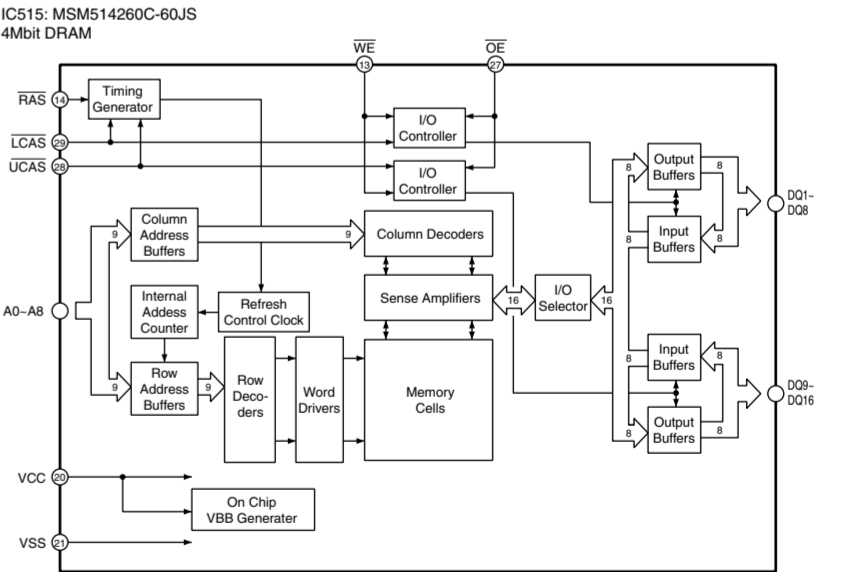 IC515: MSM514260C-60JS
4Mbit DRAM
WE
OE
13
27
RAS
14
Timing
Generator
I/O
Controller
LCAS
29
UCAS
28
I/O
Controller
Output
Buffers
8
8
DQ1~
DQ8
Column
Address
Buffers
9
9
Column Decoders
Input
Buffers
8
8
Internal
Addess
Counter
Refresh
Control Clock
Sense Amplifiers
16
I/O
Selector
16
A0~A8
Row
Address
Buffers
9
9
Row
Deco-
ders
Word
Drivers
Memory
Cells
Input
Buffers
8
8
DQ9~
DQ16
Output
Buffers
8
8
VCC
20
On Chip
VBB Generater
VSS
21